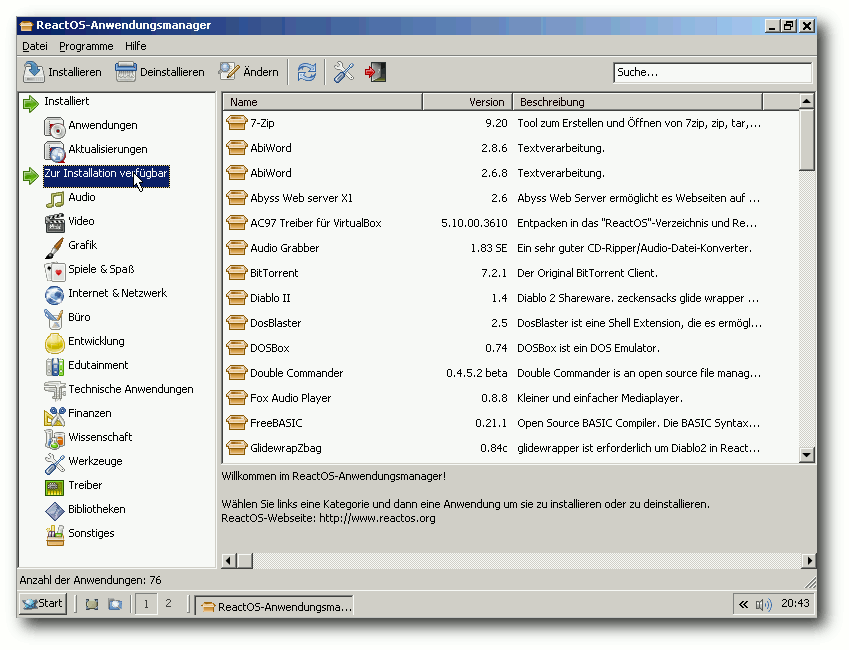 ReactOS-Anwendungsmanager
Datei Programme Hilfe
Installieren Deinstallieren Ändern Suche...
Installiert
Anwendungen
Aktualisierungen
Zur Installation verfügbar
Audio
Video
Grafik
Spiele & Spaß
Internet & Netzwerk
Büro
Entwicklung
Edutainment
Technische Anwendungen
Finanzen
Wissenschaft
Werkzeuge
Treiber
Bibliotheken
Sonstiges
Name Version Beschreibung
7-Zip 9.20 Tool zum Erstellen und Öffnen von 7zip, zip, tar,...
AbiWord 2.8.6 Textverarbeitung.
AbiWord 2.6.8 Textverarbeitung.
Abyss Web server X1 2.6 Abyss Web Server ermöglicht es Webseiten auf ...
AC97 Treiber für VirtualBox 5.10.00.3610 Entpacken in das "ReactOS"-Verzeichnis und Re...
Audio Grabber 1.83 SE Ein sehr guter CD-Ripper/Audio-Datei-Konverter.
BitTorrent 7.2.1 Der Original BitTorrent Client.
Diablo II 1.4 Diablo 2 Shareware. zeckensacks glide wrapper ...
DosBlaster 2.5 DosBlaster ist eine Shell Extension, die es ermögl...
DOSBox 0.74 DOSBox ist ein DOS Emulator.
Double Commander 0.4.5.2 beta Double Commander is an open source file manag...
Fox Audio Player 0.8.8 Kleiner und einfacher Mediaplayer.
FreeBASIC 0.21.1 Open Source BASIC Compiler. Die BASIC Syntax...
GlidewrapZbag 0.84c glidewrapper ist erforderlich um Diablo2 in React...
Willkommen im ReactOS-Anwendungsmanager!
Wählen Sie links eine Kategorie und dann eine Anwendung um sie zu installieren oder zu deinstallieren.
ReactOS-Webseite: http://www.reactos.org
Anzahl der Anwendungen: 76
Start 1 2 ReactOS-Anwendungsma... 20:43